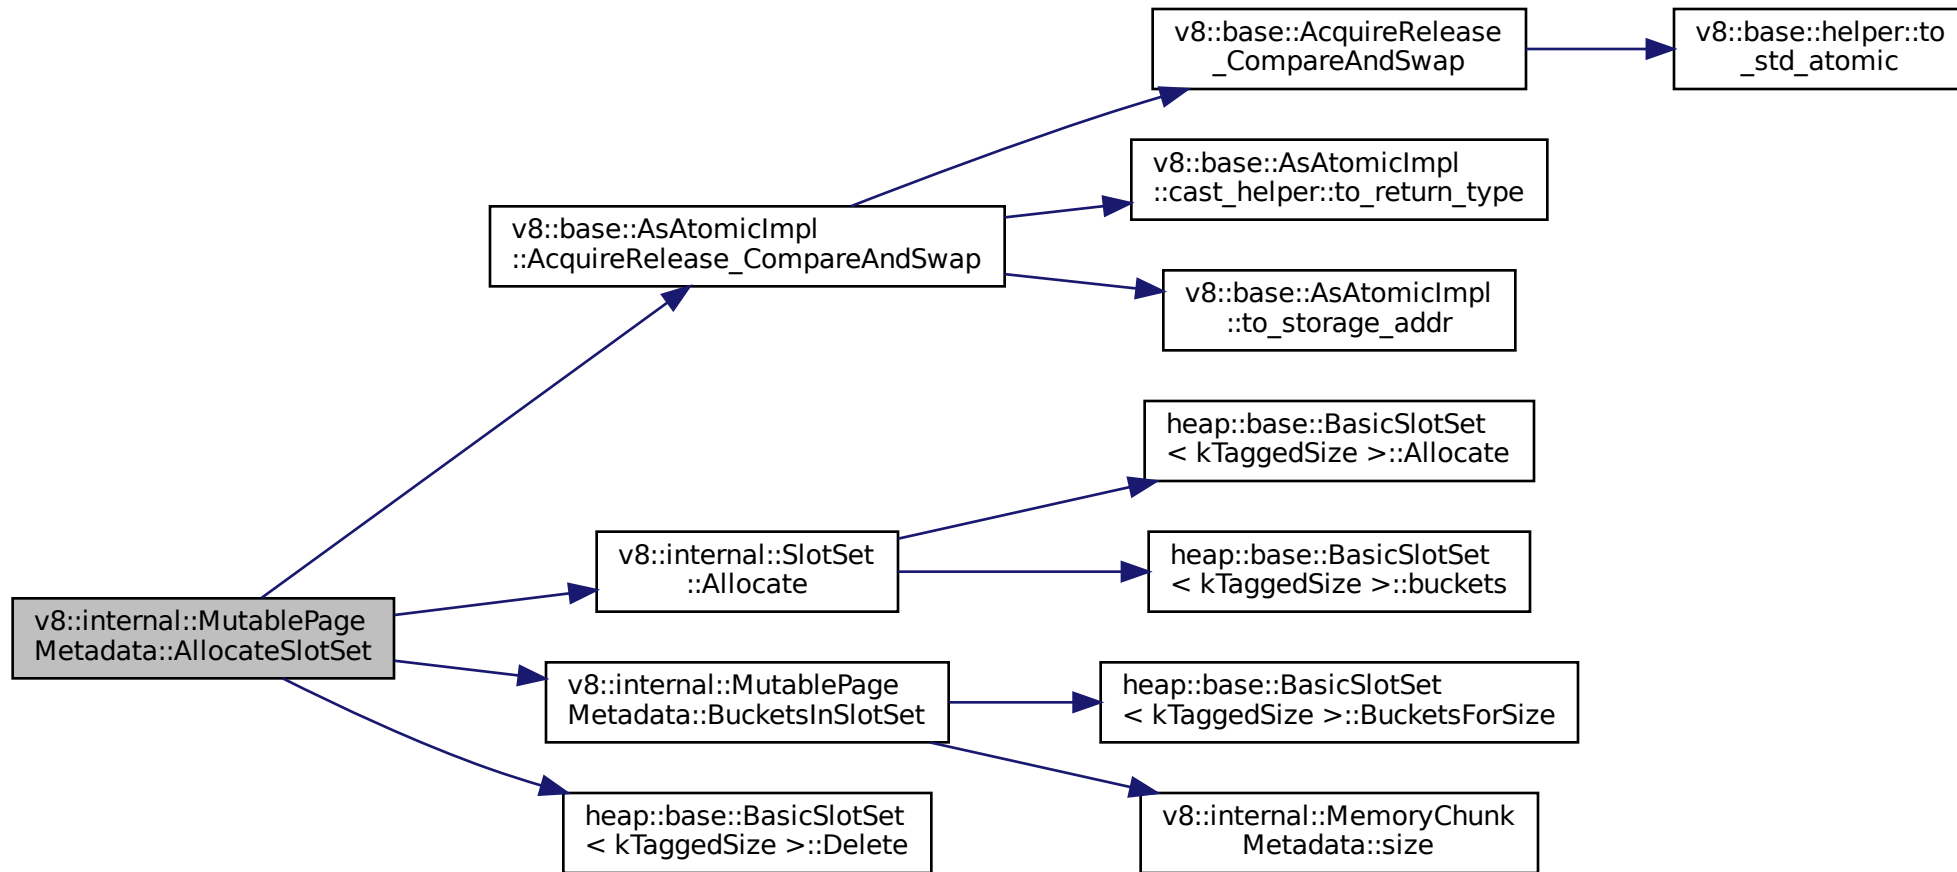 v8::base::AcquireRelease
_CompareAndSwap
v8::base::helper::to
_std_atomic
v8::base::AsAtomicImpl
::cast_helper::to_return_type
v8::base::AsAtomicImpl
::AcquireRelease_CompareAndSwap
v8::base::AsAtomicImpl
::to_storage_addr
heap::base::BasicSlotSet
< kTaggedSize >::Allocate
v8::internal::SlotSet
::Allocate
heap::base::BasicSlotSet
< kTaggedSize >::buckets
v8::internal::MutablePage
Metadata::AllocateSlotSet
v8::internal::MutablePage
Metadata::BucketsInSlotSet
heap::base::BasicSlotSet
< kTaggedSize >::BucketsForSize
heap::base::BasicSlotSet
< kTaggedSize >::Delete
v8::internal::MemoryChunk
Metadata::size